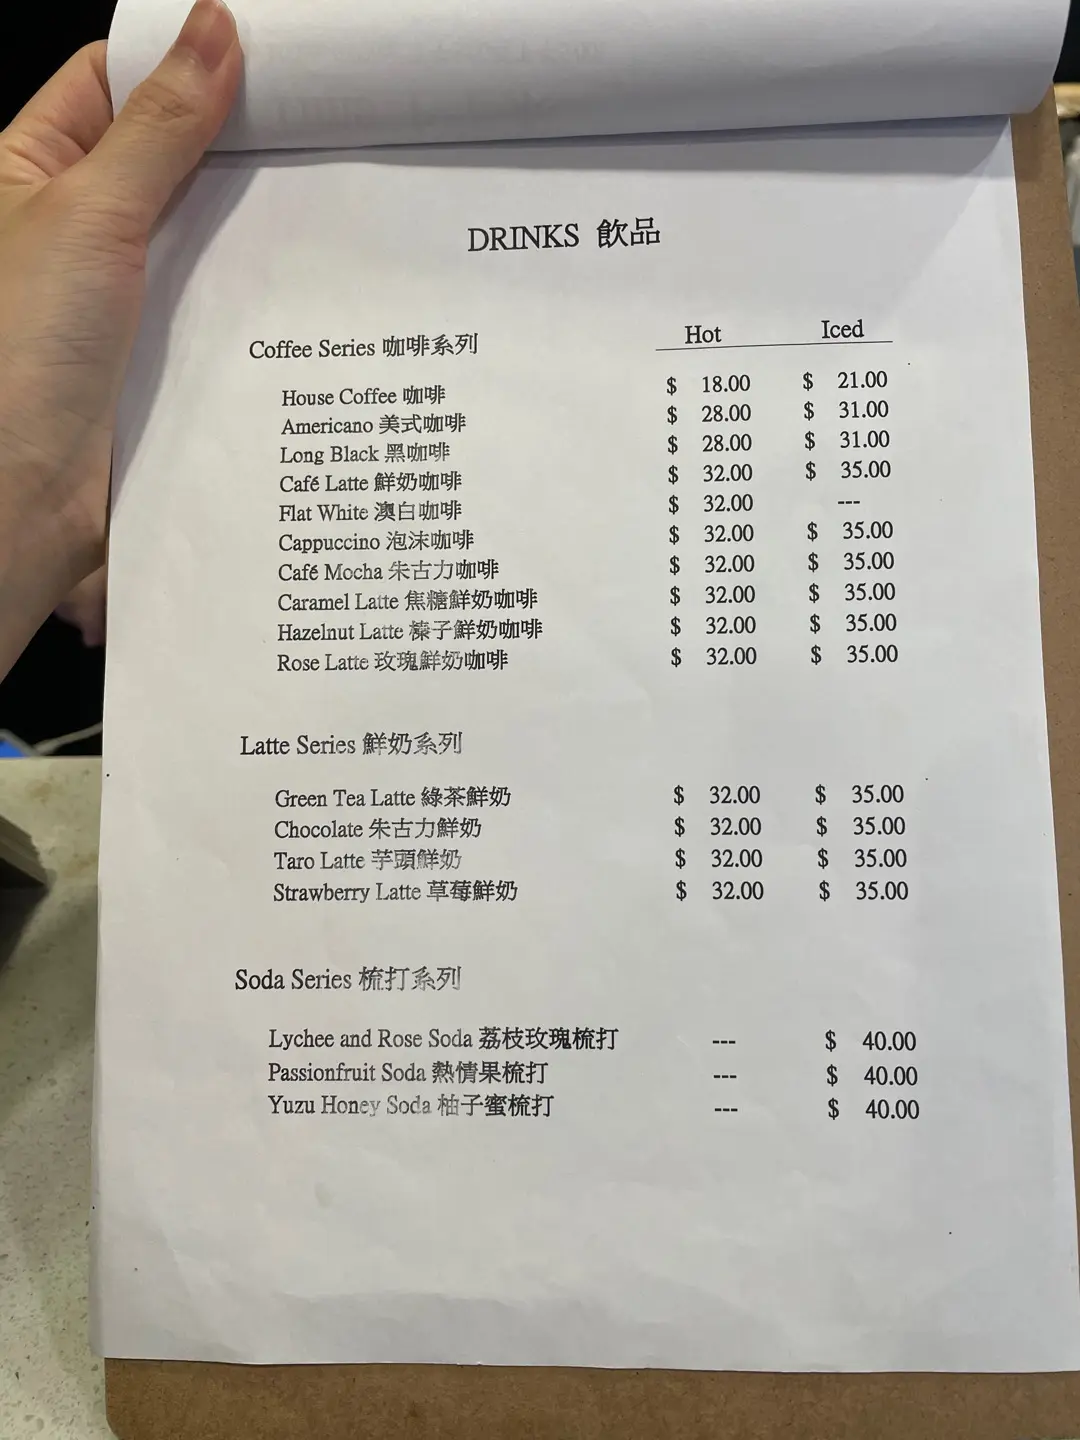 DRINKS 飲品
Coffee Series 咖啡系列 Hot Iced
House Coffee 咖啡 $ 18.00 $ 21.00
Americano 美式咖啡 $ 28.00 $ 31.00
Long Black 黑咖啡 $ 28.00 $ 31.00
Café Latte 鮮奶咖啡 $ 32.00 $ 35.00
Flat White 澳白咖啡 $ 32.00 ---
Cappuccino 泡沫咖啡 $ 32.00 $ 35.00
Café Mocha 朱古力咖啡 $ 32.00 $ 35.00
Caramel Latte 焦糖鮮奶咖啡 $ 32.00 $ 35.00
Hazelnut Latte 榛子鮮奶咖啡 $ 32.00 $ 35.00
Rose Latte 玫瑰鮮奶咖啡 $ 32.00 $ 35.00
Latte Series 鮮奶系列
Green Tea Latte 綠茶鮮奶 $ 32.00 $ 35.00
Chocolate 朱古力鮮奶 $ 32.00 $ 35.00
Taro Latte 芋頭鮮奶 $ 32.00 $ 35.00
Strawberry Latte 草莓鮮奶 $ 32.00 $ 35.00
Soda Series 梳打系列
Lychee and Rose Soda 荔枝玫瑰梳打 --- $ 40.00
Passionfruit Soda 熱情果梳打 --- $ 40.00
Yuzu Honey Soda 柚子蜜梳打 --- $ 40.00